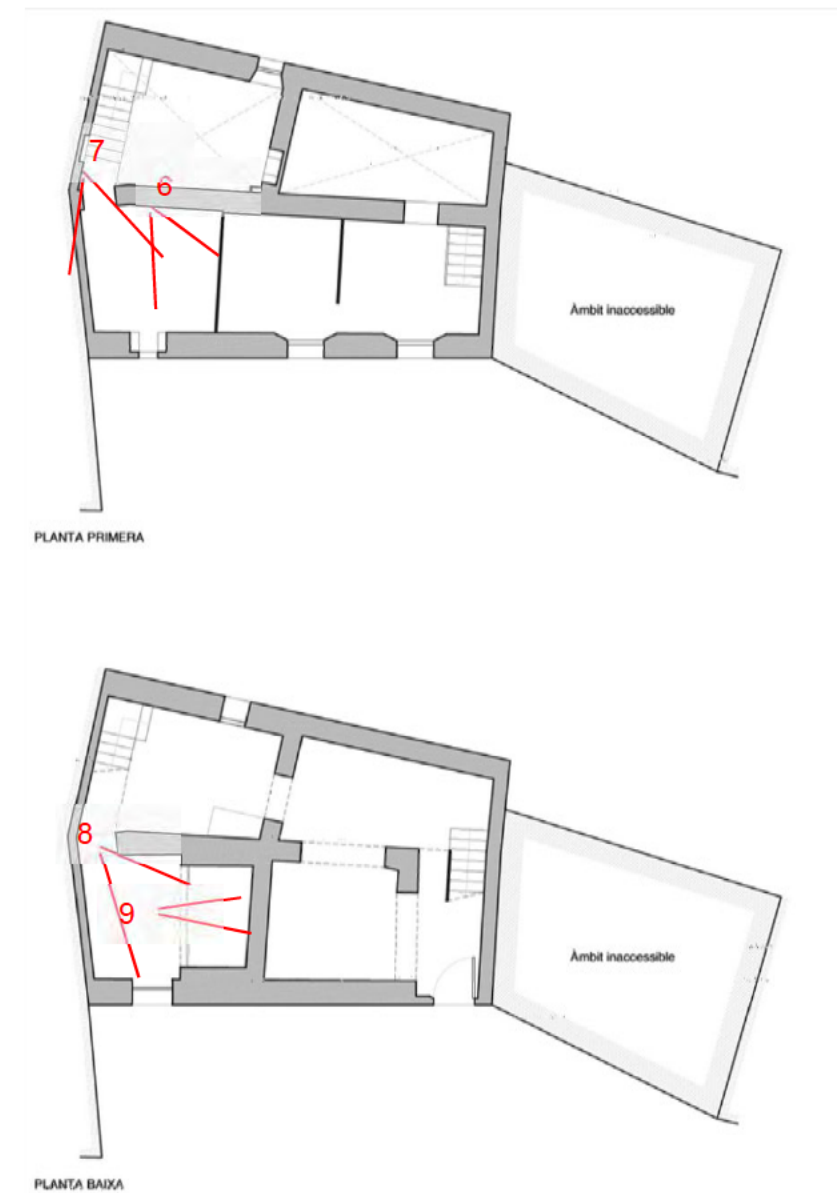 7
6
Àmbit inaccessible
PLANTA PRIMERA
8
9
Àmbit inaccessible
PLANTA BAIXA